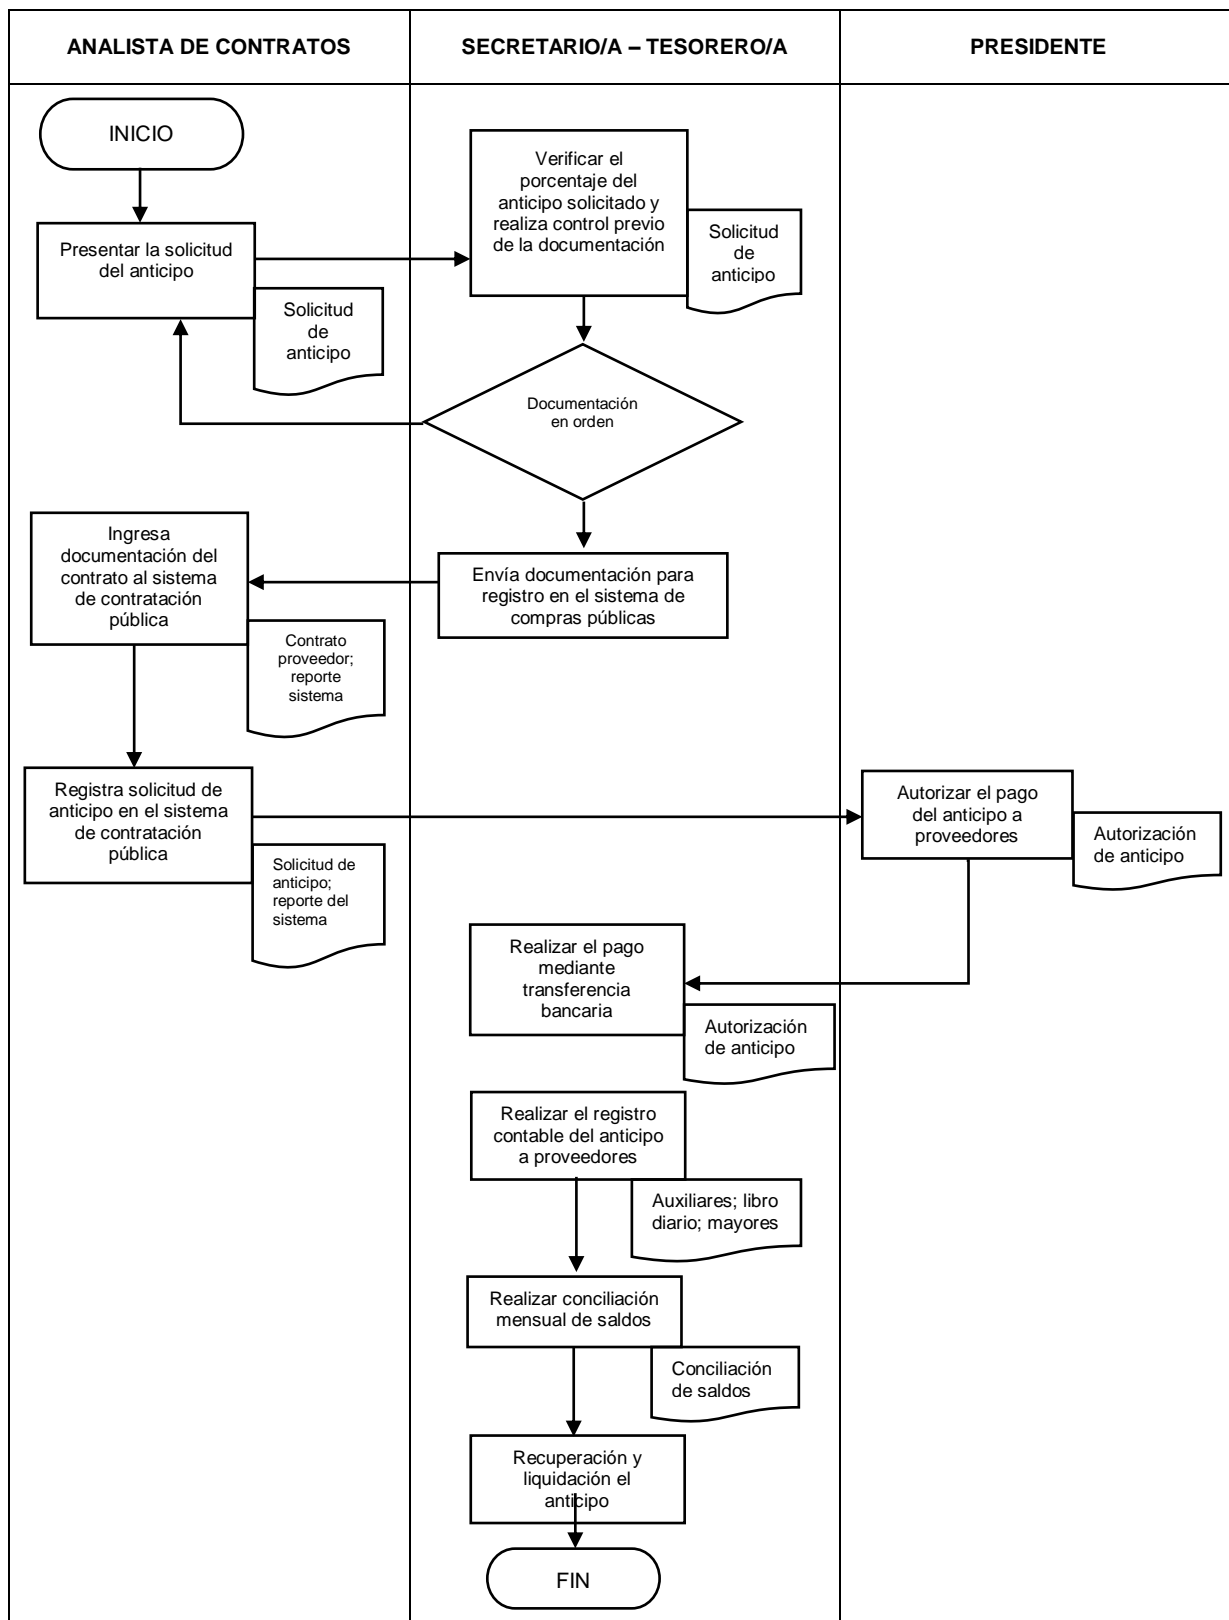 ANALISTA DE CONTRATOS
SECRETARIO/A – TESORERO/A
PRESIDENTE
INICIO
Presentar la solicitud
del anticipo
Solicitud
de
anticipo
Verificar el
porcentaje del
anticipo solicitado y
realiza control previo
de la documentación
Solicitud
de
anticipo
Documentación
en orden
Envía documentación para
registro en el sistema de
compras públicas
Ingresa
documentación del
contrato al sistema
de contratación
pública
Contrato
proveedor;
reporte
sistema
Registra solicitud de
anticipo en el sistema
de contratación
pública
Solicitud de
anticipo;
reporte del
sistema
Autorizar el pago
del anticipo a
proveedores
Autorización
de anticipo
Realizar el pago
mediante
transferencia
bancaria
Autorización
de anticipo
Realizar el registro
contable del anticipo
a proveedores
Auxiliares; libro
diario; mayores
Realizar conciliación
mensual de saldos
Conciliación
de saldos
Recuperación y
liquidación el
anticipo
FIN